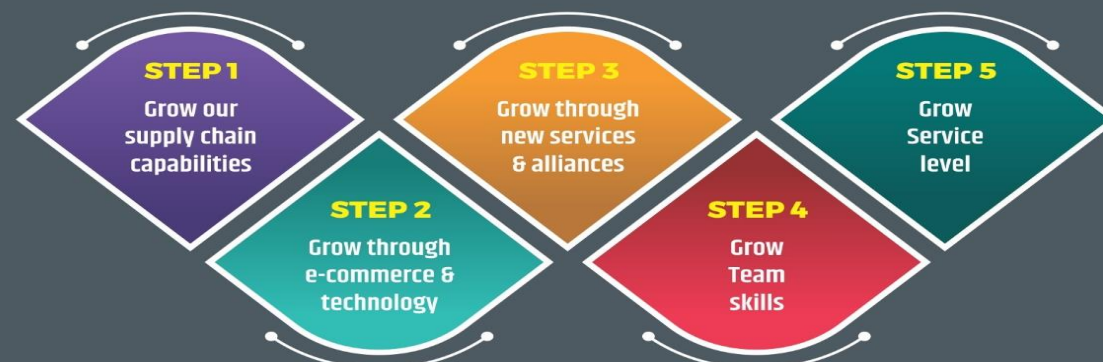 STEP 1
Grow our
supply chain
capabilities
STEP 2
Grow through
e-commerce &
technology
STEP 3
Grow through
new services
& alliances
STEP 4
Grow
Team
skills
STEP 5
Grow
Service
level